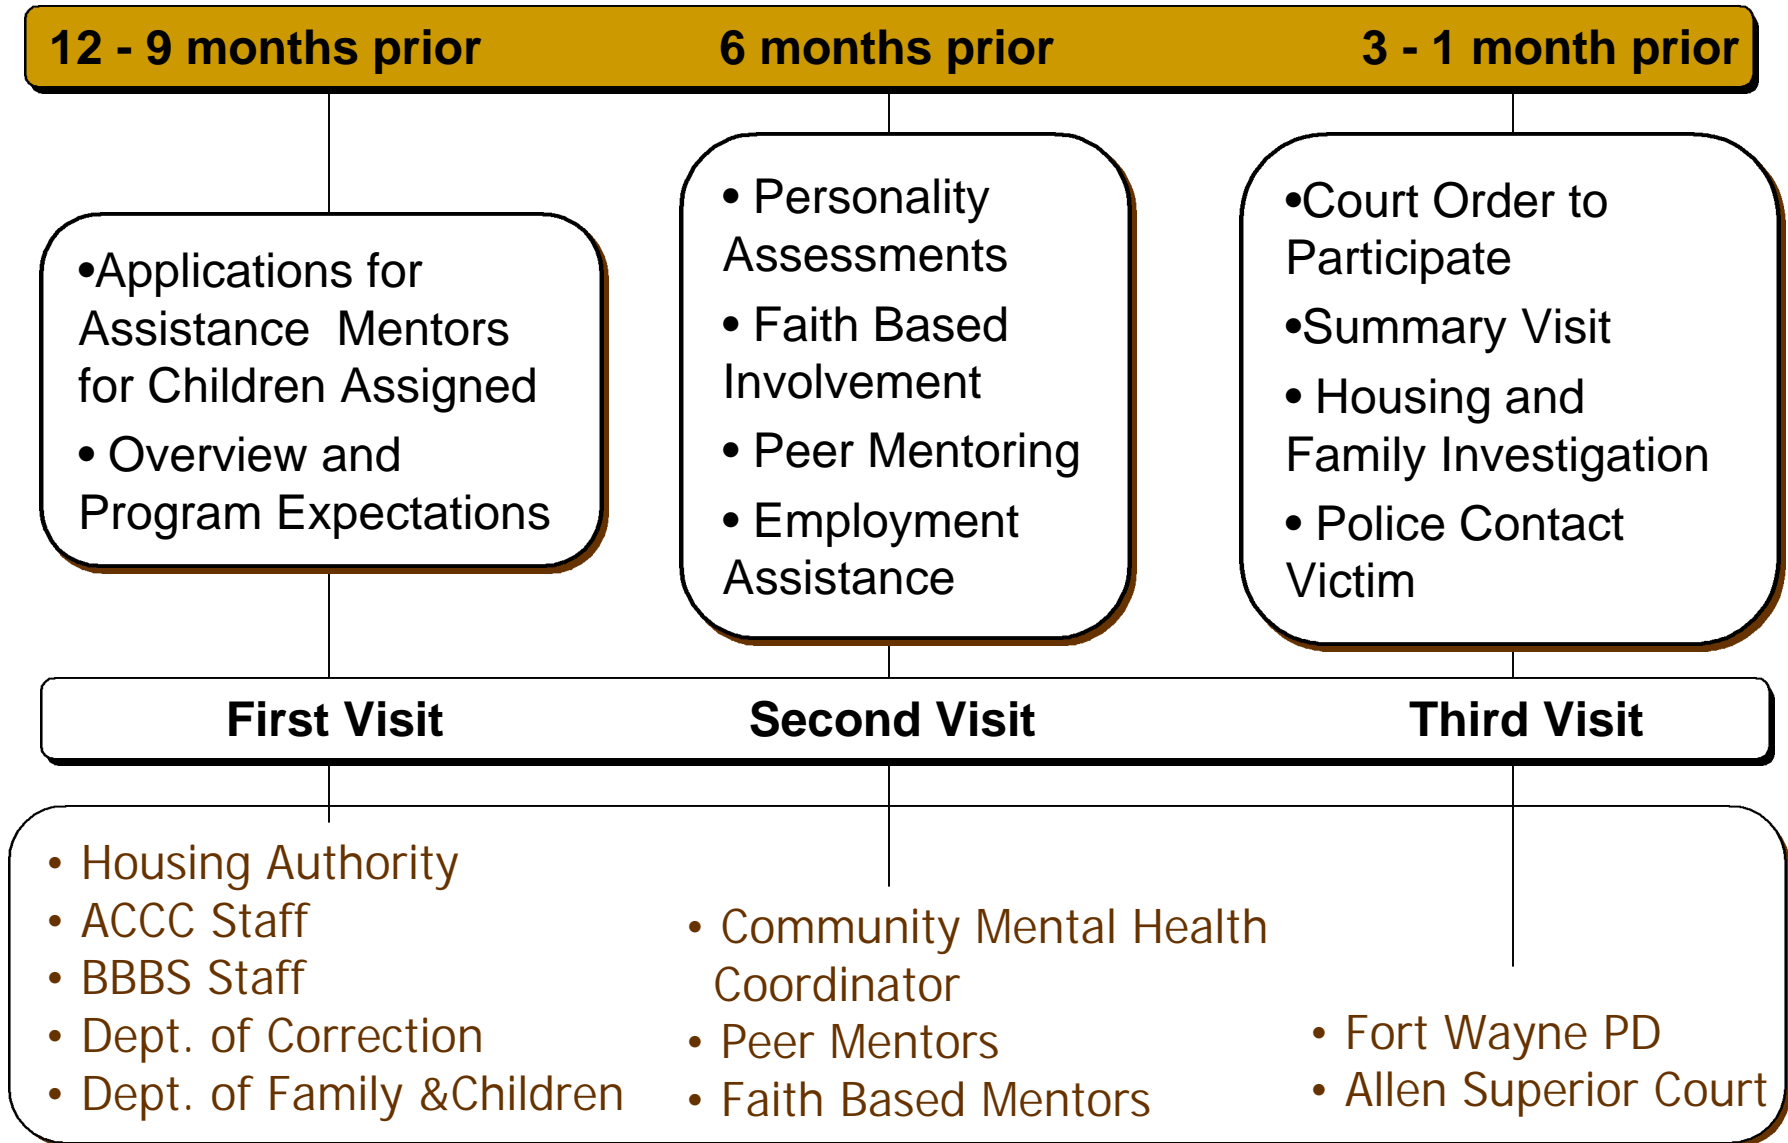 12 - 9 months prior 6 months prior 3 - 1 month prior
•Applications for
Assistance Mentors
for Children Assigned
• Overview and
Program Expectations
• Personality
Assessments
• Faith Based
Involvement
• Peer Mentoring
• Employment
Assistance
•Court Order to
Participate
•Summary Visit
• Housing and
Family Investigation
• Police Contact
Victim
First Visit Second Visit Third Visit
• Housing Authority
• ACCC Staff
• BBBS Staff
• Dept. of Correction
• Dept. of Family &Children
• Community Mental Health
Coordinator
• Peer Mentors
• Faith Based Mentors
• Fort Wayne PD
• Allen Superior Court